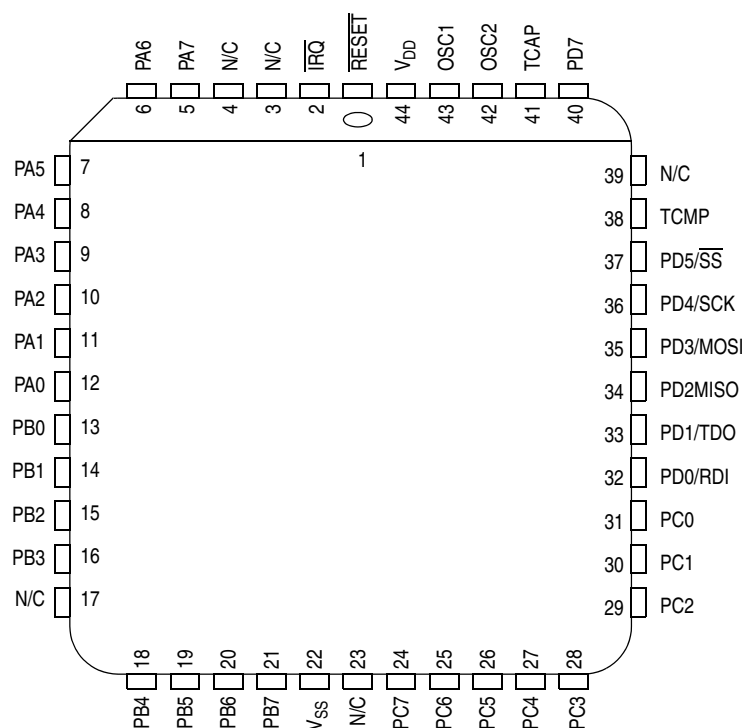 PA6 PA7 N/C N/C IRQ RESET VDD OSC1 OSC2 TCAP PD7
6 5 4 3 2 44 43 42 41 40
1
PA5 7 39 N/C
PA4 8 38 TCMP
PA3 9 37 PD5/SS
PA2 10 36 PD4/SCK
PA1 11 35 PD3/MOSI
PA0 12 34 PD2MISO
PB0 13 33 PD1/TDO
PB1 14 32 PD0/RDI
PB2 15 31 PC0
PB3 16 30 PC1
N/C 17 29 PC2
18 19 20 21 22 23 24 25 26 27 28
PB4 PB5 PB6 PB7 VSS N/C PC7 PC6 PC5 PC4 PC3